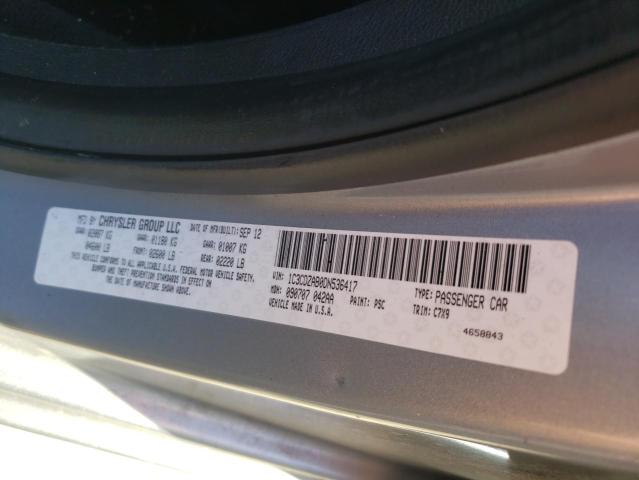 MFD BY: CHRYSLER GROUP LLC DATE OF MFR(BUILT): SEP 12
GVWR: 02087 KG GAWR FRONT: 01180 KG GAWR REAR: 01007 KG
04600 LB 02600 LB 02220 LB
THIS VEHICLE CONFORMS TO ALL APPLICABLE U.S.A. FEDERAL MOTOR VEHICLE SAFETY,
BUMPER AND THEFT PREVENTION STANDARDS IN EFFECT ON
THE DATE OF MANUFACTURE SHOWN ABOVE.
VIN: 1C3CDZAB0DN536417 TYPE: PASSENGER CAR
MDH: 090707 042AA PAINT: PSC TRIM: C7X9
VEHICLE MADE IN U.S.A. 4658843